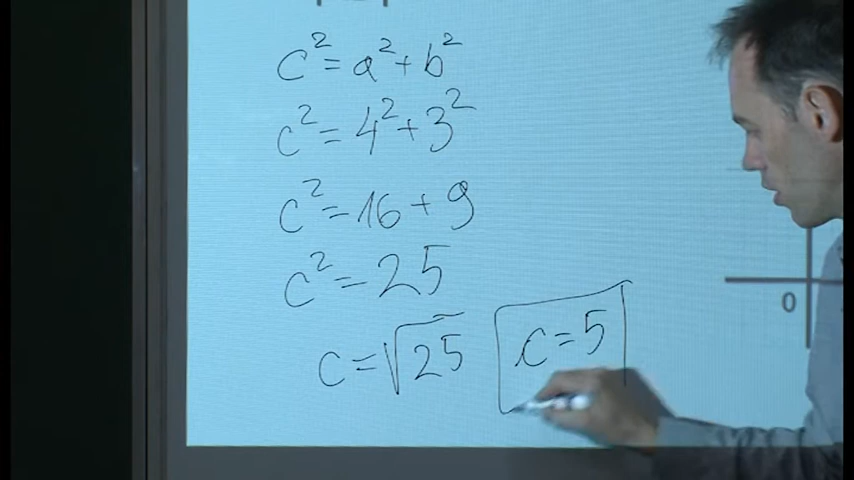 c² = a² + b²
c² = 4² + 3²
c² = 16 + 9
c² = 25
c = √25 c = 5
0